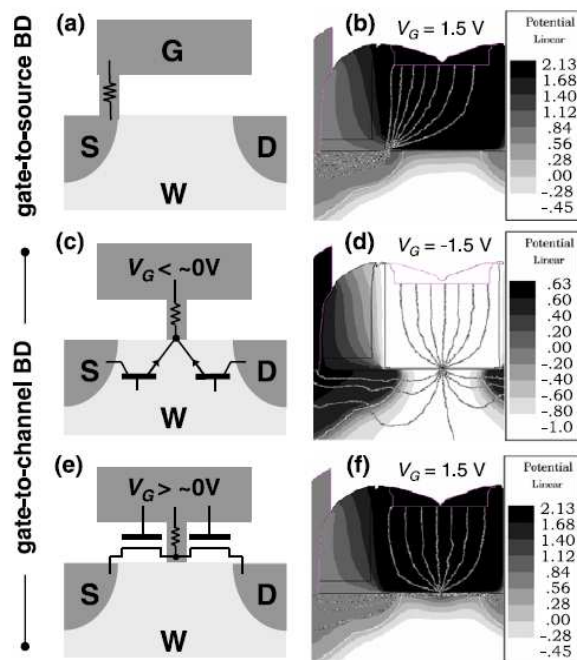 gate-to-source BD
gate-to-channel BD
(a)
G
S
D
W
(b)
V_G = 1.5 V
Potential
Linear
2.13
1.68
1.40
1.12
.84
.56
.28
.00
-.28
-.45
(c)
V_G < ~0V
S
D
W
(d)
V_G = -1.5 V
Potential
Linear
.63
.60
.40
.20
.00
-.20
-.40
-.60
-.80
-1.0
(e)
V_G > ~0V
S
D
W
(f)
V_G = 1.5 V
Potential
Linear
2.13
1.96
1.68
1.40
1.12
.84
.56
.28
.00
-.28
-.45